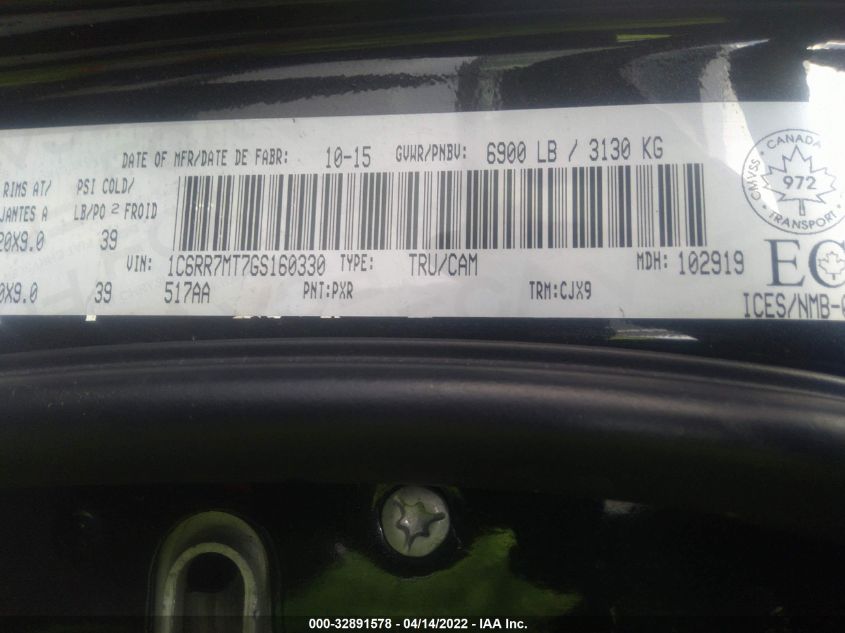 DATE OF MFR/DATE DE FABR: 10-15 GVWR/PNBV: 6900 LB / 3130 KG
RIMS AT/ PSI COLD/
JANTES A LB/PO 2 FROID
20X9.0 39
VIN: 1C6RR7MT7GS160330 TYPE: TRU/CAM MDH: 102919
0X9.0 39 517AA PNT:PXR TRM:CJX9
CANADA
CMVSS
972
TRANSPORT
EC
ICES/NMB-
000-32891578 - 04/14/2022 - IAA Inc.